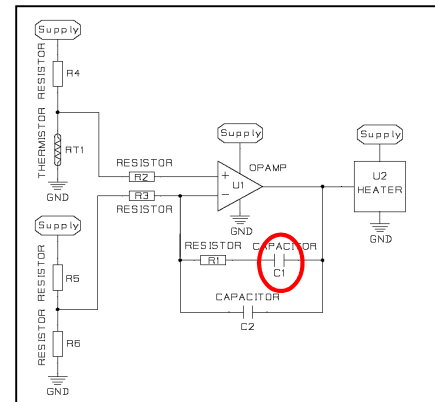 Supply
RESISTOR
R4
THERMISTOR
RT1
GND
Supply
RESISTOR
R5
RESISTOR
R6
GND
RESISTOR
R2
R3
RESISTOR
Supply
OPAMP
+
U1
-
GND
RESISTOR
R1
CAPACITOR
C1
CAPACITOR
C2
Supply
U2
HEATER
GND